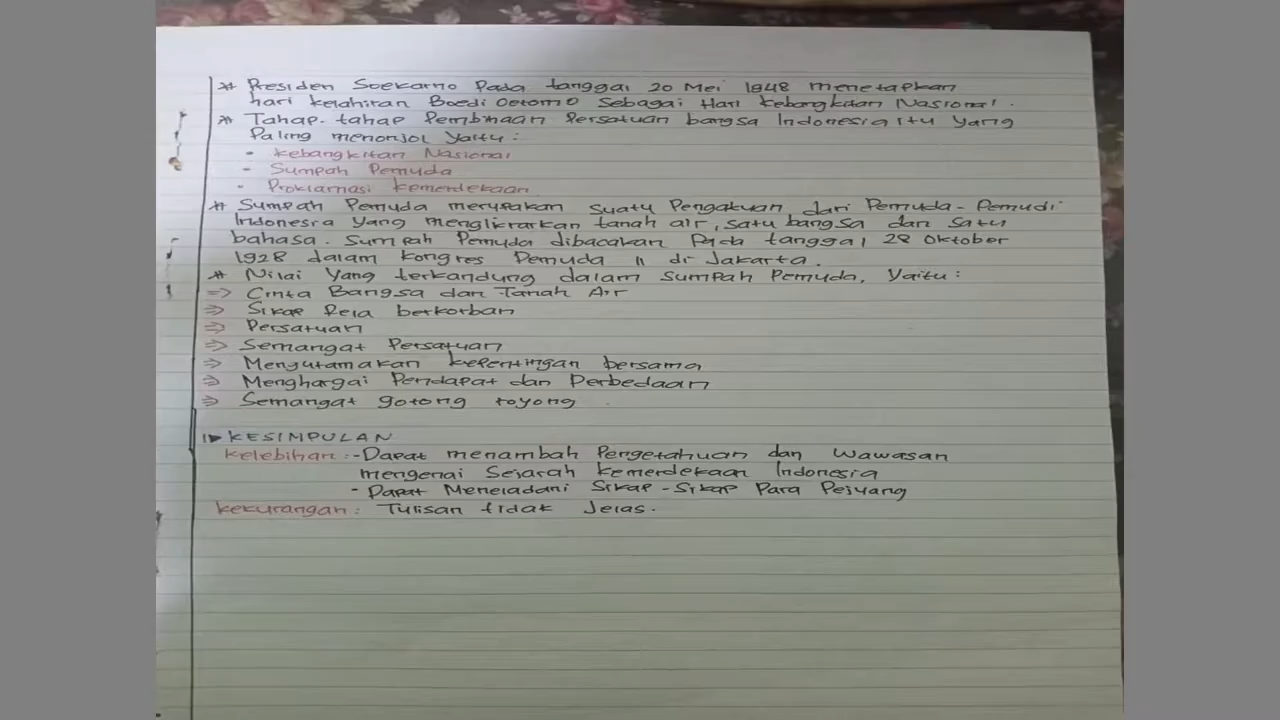 * Presiden Soekarno Pada tanggal 20 Mei 1948 menetapkan
hari kelahiran Boedi Oetomo Sebagai Hari kebangkitan Nasional.
* Tahap-tahap Pembinaan Persatuan bangsa Indonesia itu yang
Paling menonjol yaitu:
- kebangkitan Nasional
- Sumpah Pemuda
- Proklamasi kemerdekaan
* Sumpah Pemuda merupakan suatu Pengakuan dari Pemuda-Pemudi
Indonesia yang mengikrarkan tanah air, satu bangsa dan satu
bahasa. Sumpah Pemuda dibacakan Pada tanggal 28 Oktober
1928 dalam kongres Pemuda II di Jakarta.
* Nilai Yang terkandung dalam Sumpah Pemuda, Yaitu:
=> Cinta Bangsa dan Tanah Air
=> Sikap Rela berkorban
=> Persatuan
=> Semangat Persatuan
=> Mengutamakan kepentingan bersama
=> Menghargai Pendapat dan Perbedaan
=> Semangat gotong royong
KESIMPULAN
kelebihan: - Dapat menambah Pengetahuan dan Wawasan
mengenai Sejarah kemerdekaan Indonesia
- Dapat Meneladani Sikap-Sikap Para Pejuang
kekurangan: Tulisan tidak Jelas.